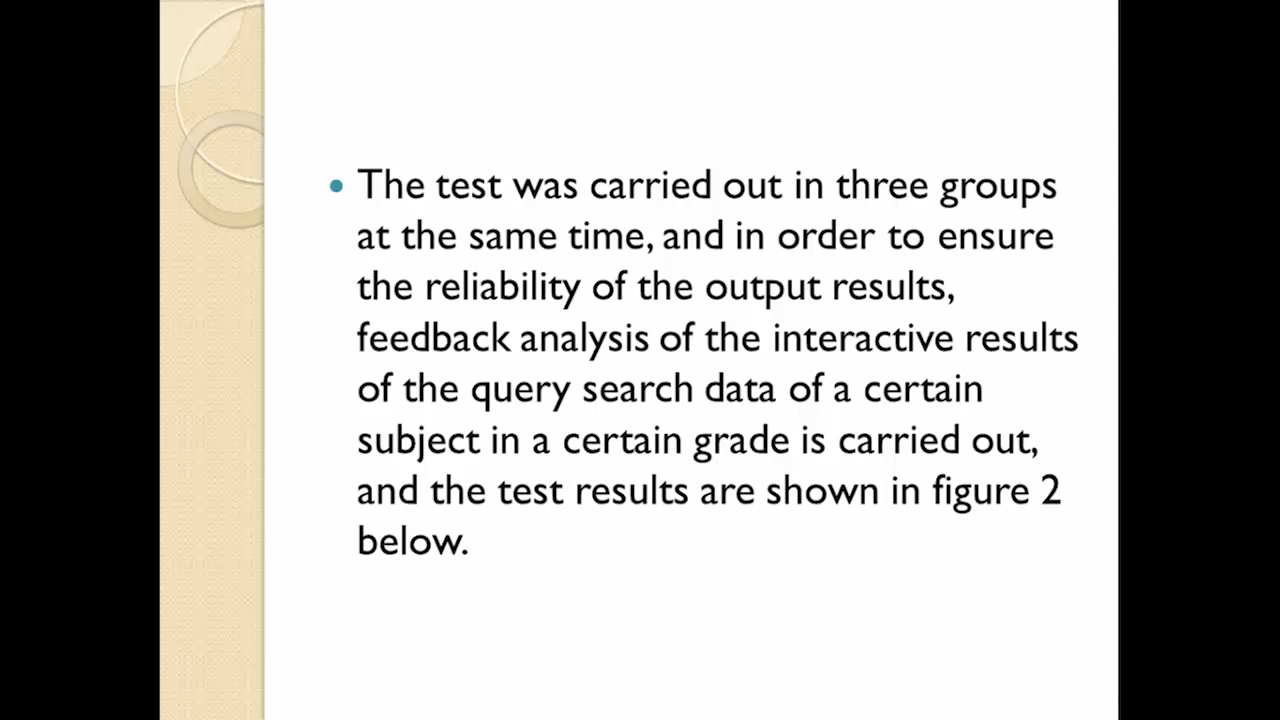 • The test was carried out in three groups
at the same time, and in order to ensure
the reliability of the output results,
feedback analysis of the interactive results
of the query search data of a certain
subject in a certain grade is carried out,
and the test results are shown in figure 2
below.